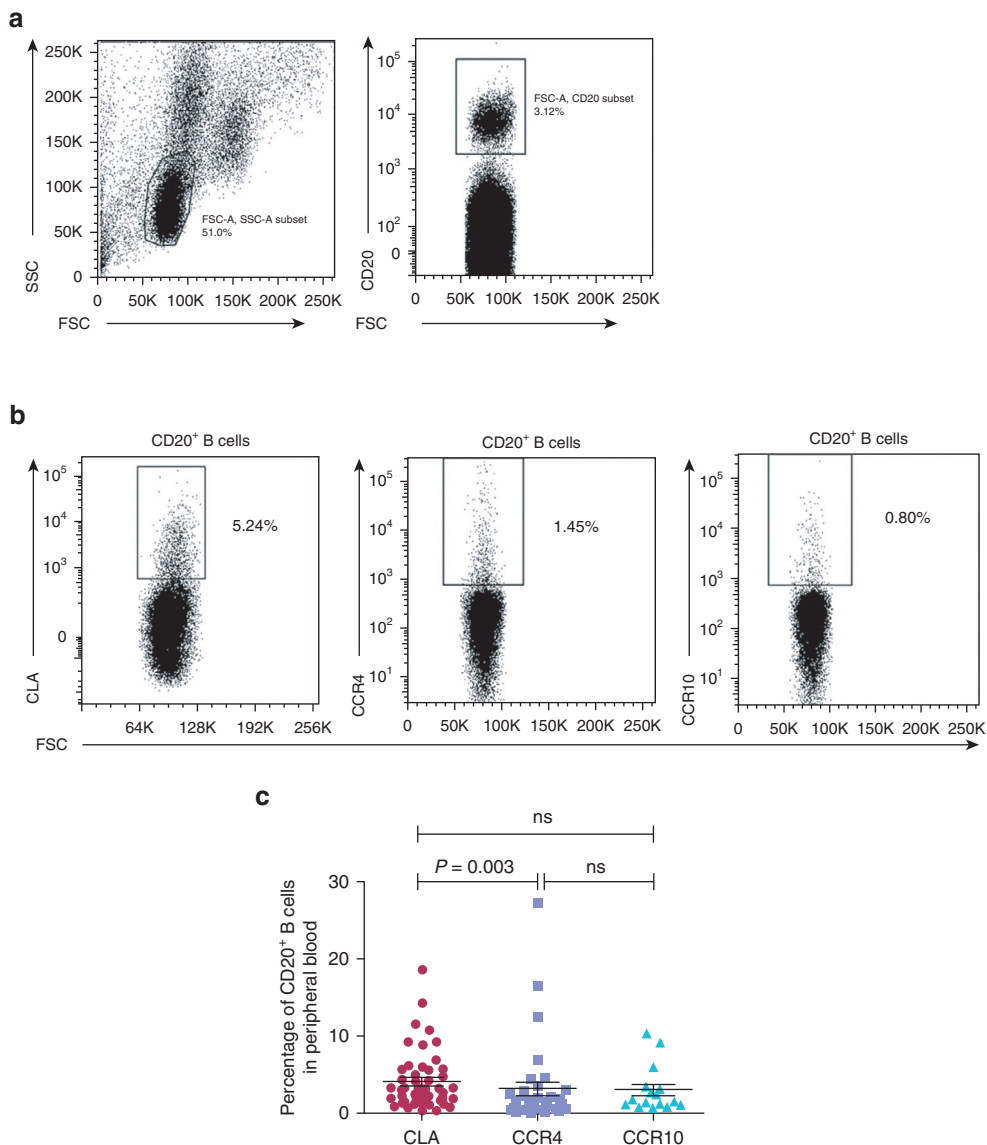 a
250K
200K
150K
100K
50K
0
SSC
FSC-A, SSC-A subset
51.0%
0 50K 100K 150K 200K 250K
FSC
10^5
10^4
10^3
10^2
0
CD20
FSC-A, CD20 subset
3.12%
0 50K 100K 150K 200K 250K
FSC
b
CD20+ B cells
10^5
10^4
10^3
0
CLA
5.24%
64K 128K 192K 256K
CD20+ B cells
10^5
10^4
10^3
10^2
10^1
CCR4
1.45%
0 50K 100K 150K 200K 250K
CD20+ B cells
10^5
10^4
10^3
10^2
10^1
CCR10
0.80%
0 50K 100K 150K 200K 250K
FSC
c
ns
P = 0.003
ns
Percentage of CD20+ B cells
in peripheral blood
30
20
10
0
CLA CCR4 CCR10